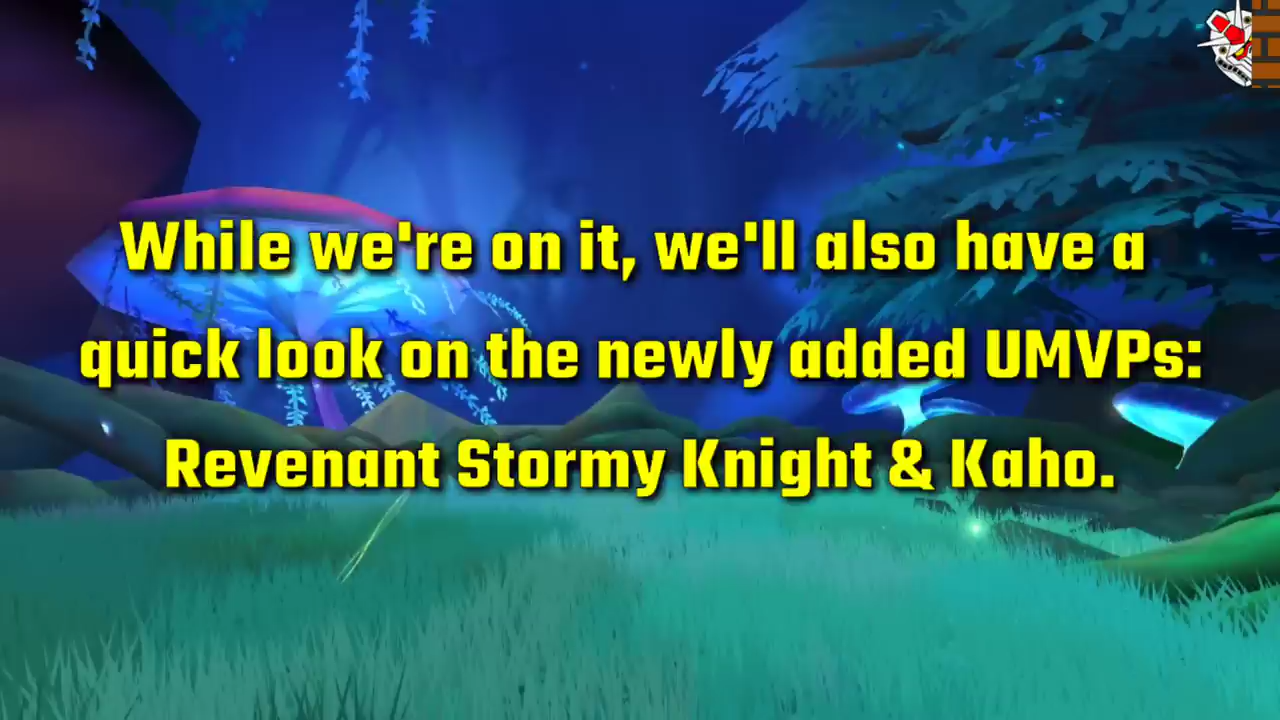 While we're on it, we'll also have a
quick look on the newly added UMVPs:
Revenant Stormy Knight & Kaho.